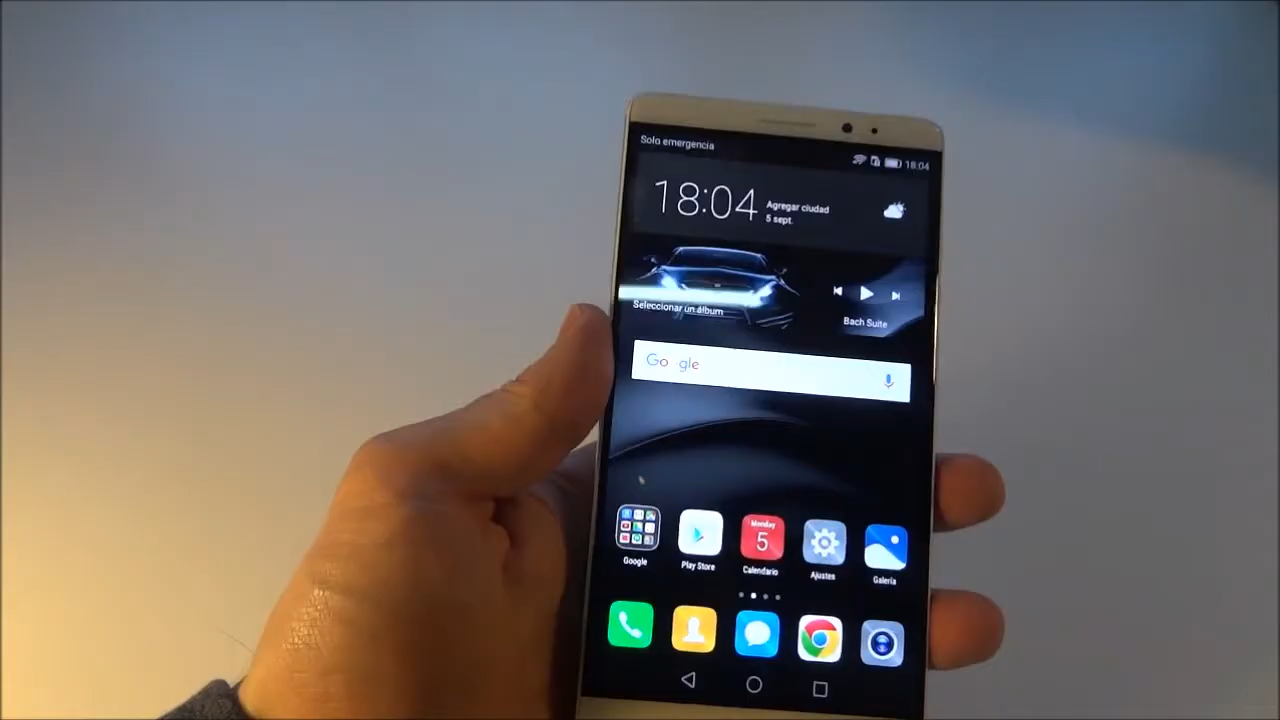 Solo emergencia
18:04
18:04
Agregar ciudad
5 sept.
Seleccionar un álbum
Bach Suite
Google
Google
Play Store
Monday
5
Calendario
Ajustes
Galería